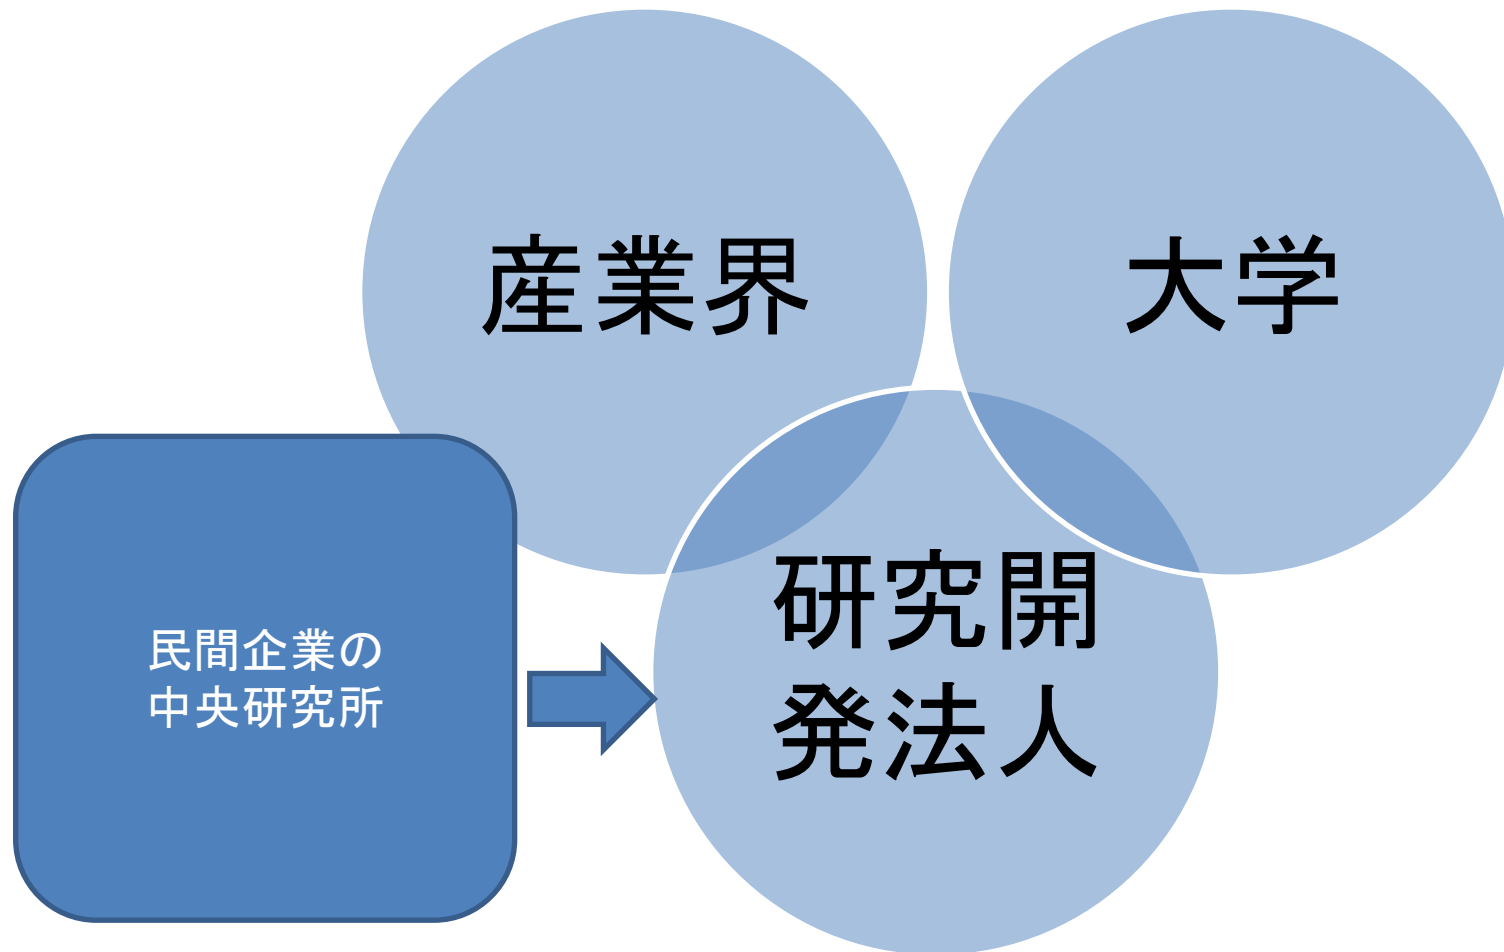 産業界
大学
研究開
発法人
民間企業の
中央研究所